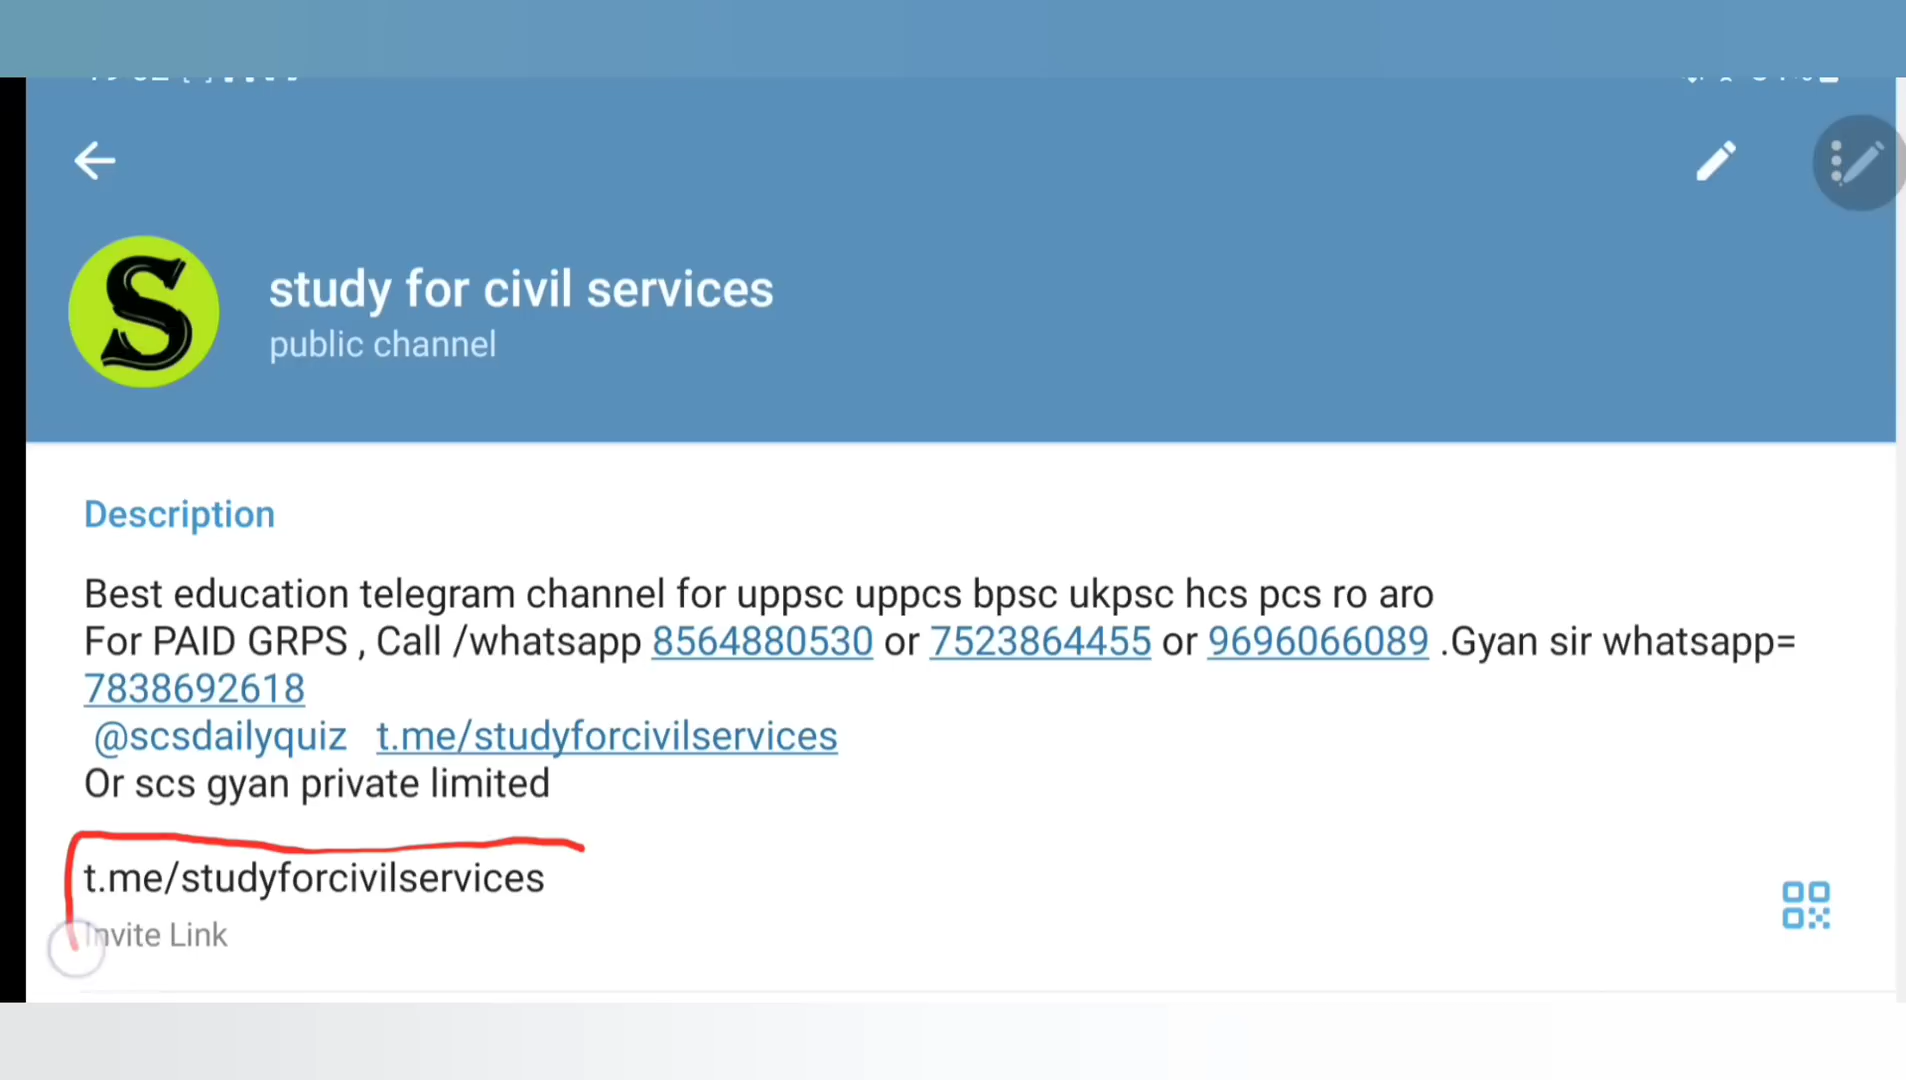 S
study for civil services
public channel
Description
Best education telegram channel for uppsc uppcs bpsc ukpsc hcs pcs ro aro
For PAID GRPS , Call /whatsapp 8564880530 or 7523864455 or 9696066089 .Gyan sir whatsapp=
7838692618
@scsdailyquiz t.me/studyforcivilservices
Or scs gyan private limited
t.me/studyforcivilservices
Invite Link